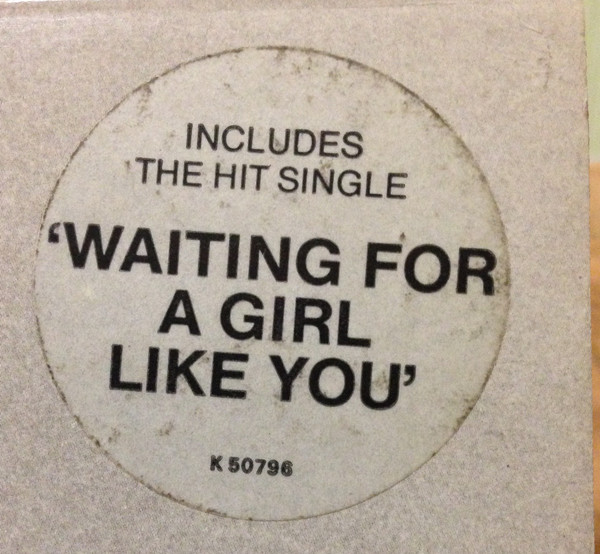 INCLUDES
THE HIT SINGLE
‘WAITING FOR
A GIRL
LIKE YOU’
K 50796